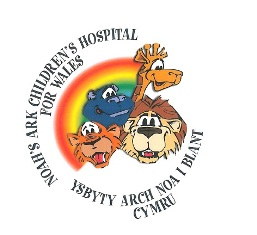 NOAH'S ARK CHILDREN'S HOSPITAL
FOR WALES
YSBYTY ARCH NOA I BLANT
CYMRU